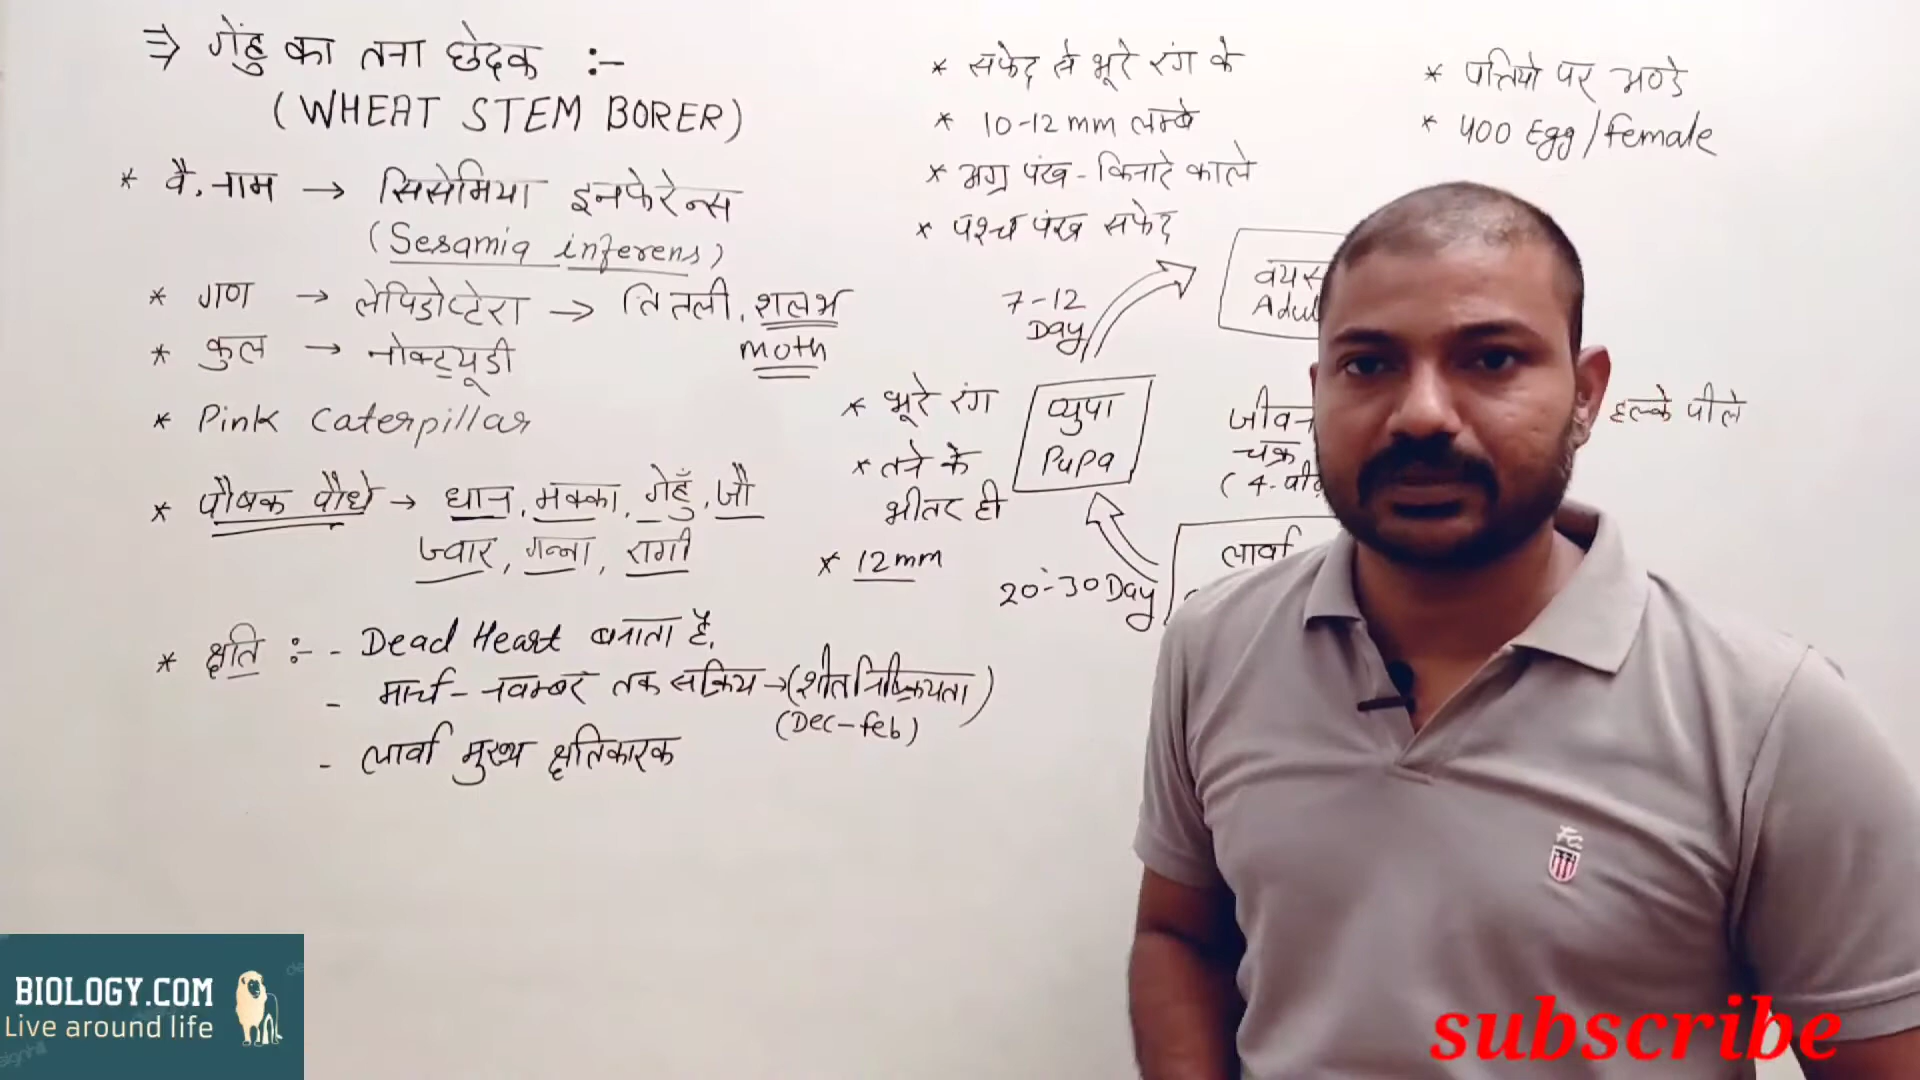 ⇒ गेंहु का तना छेदक :-
(WHEAT STEM BORER)
* वै. नाम → सिसेमिया इनफेरेन्स
(Sesamia inferens)
* गण → लेपिडोप्टेरा → तितली, शलभ
moth
* कुल → नोक्ट्यूडी
* Pink Caterpillar
* पौषक पौधे → धान, मक्का, गेहूँ, जौ
ज्वार, गन्ना, रागी
* क्षति :- - Dead Heart बनाता है,
- मार्च - नवम्बर तक सक्रिय → (शीतनिष्क्रियता)
(Dec-feb)
- लार्वा मुख्य क्षतिकारक
* सफेद से भूरे रंग के
* 10-12 mm लम्बे
* अग्र पंख - किनारे काले
* पश्च पंख सफेद
7-12
Day
* भूरे रंग
* तने के
भीतर ही
* 12mm
प्युपा
Pupa
20-30 Day
* पत्तियो पर अण्डे
* 400 Egg/female
जीवन
चक्र
(4-
लार्वा
हल्के पीले
BIOLOGY.COM
Live around life
subscribe